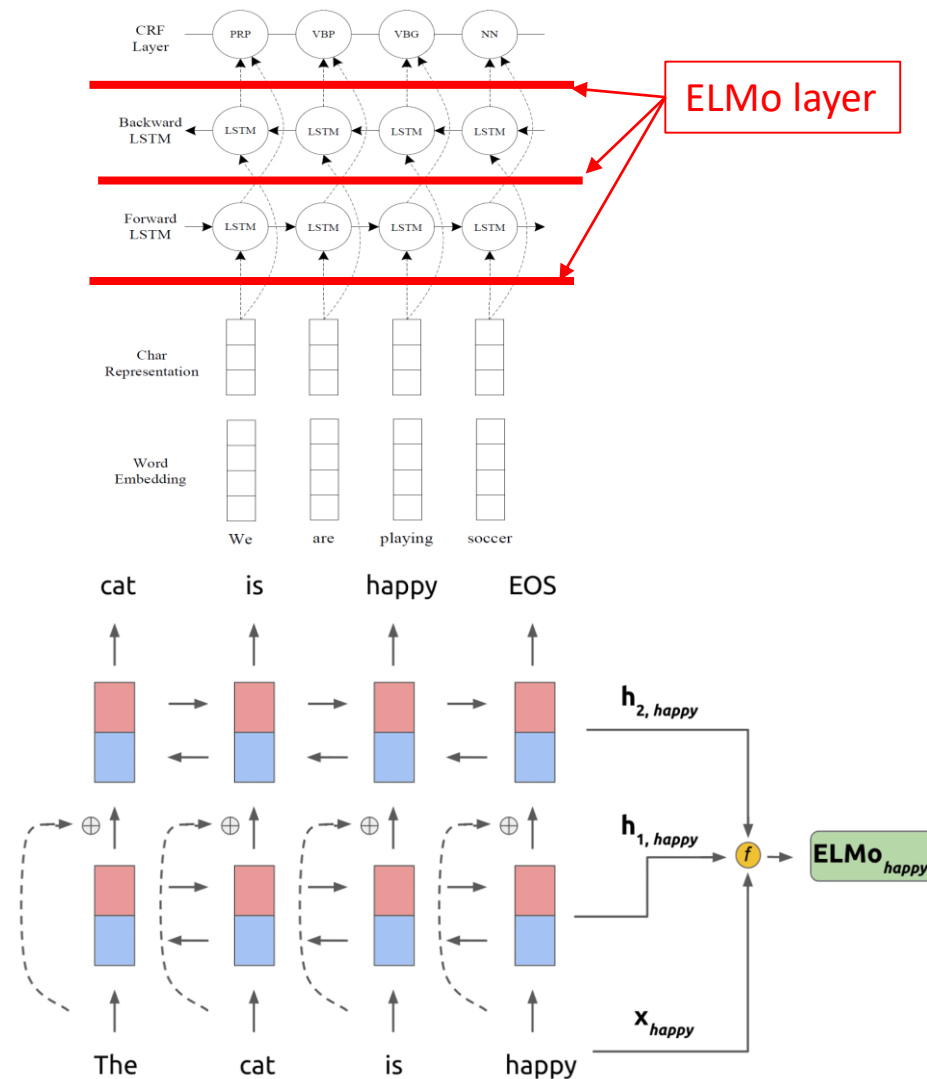 CRF
Layer
PRP VBP VBG NN
ELMo layer
Backward
LSTM
LSTM LSTM LSTM LSTM
Forward
LSTM
LSTM LSTM LSTM LSTM
Char
Representation
Word
Embedding
We are playing soccer
cat is happy EOS
h2, happy
h1, happy
f
ELMohappy
xhappy
The cat is happy